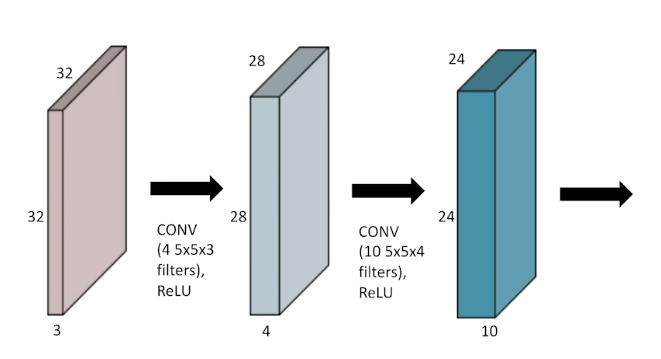 32
32
3
CONV
(4 5x5x3
filters),
ReLU
28
28
4
CONV
(10 5x5x4
filters),
ReLU
24
24
10